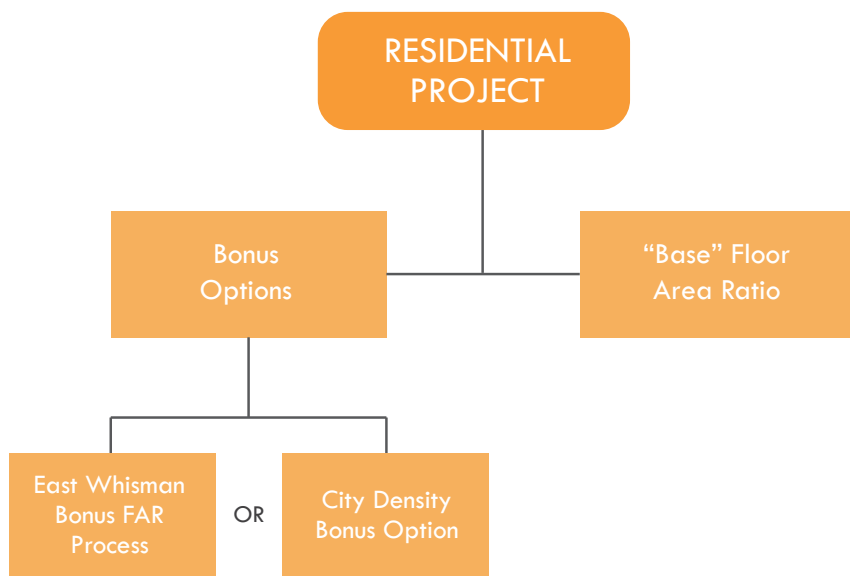 RESIDENTIAL
PROJECT
Bonus
Options
“Base” Floor
Area Ratio
East Whisman
Bonus FAR
Process
OR
City Density
Bonus Option